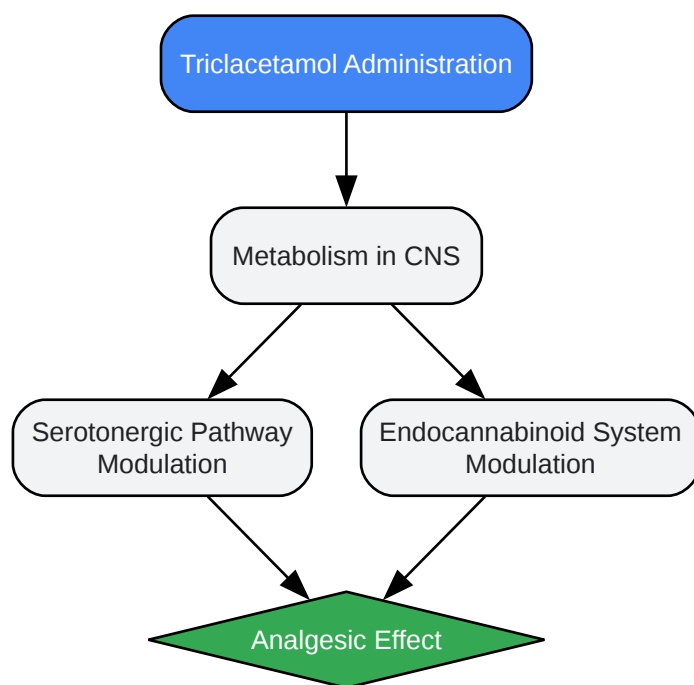 Triclacetamol Administration
Metabolism in CNS
Serotonergic Pathway
Modulation
Endocannabinoid System
Modulation
Analgesic Effect